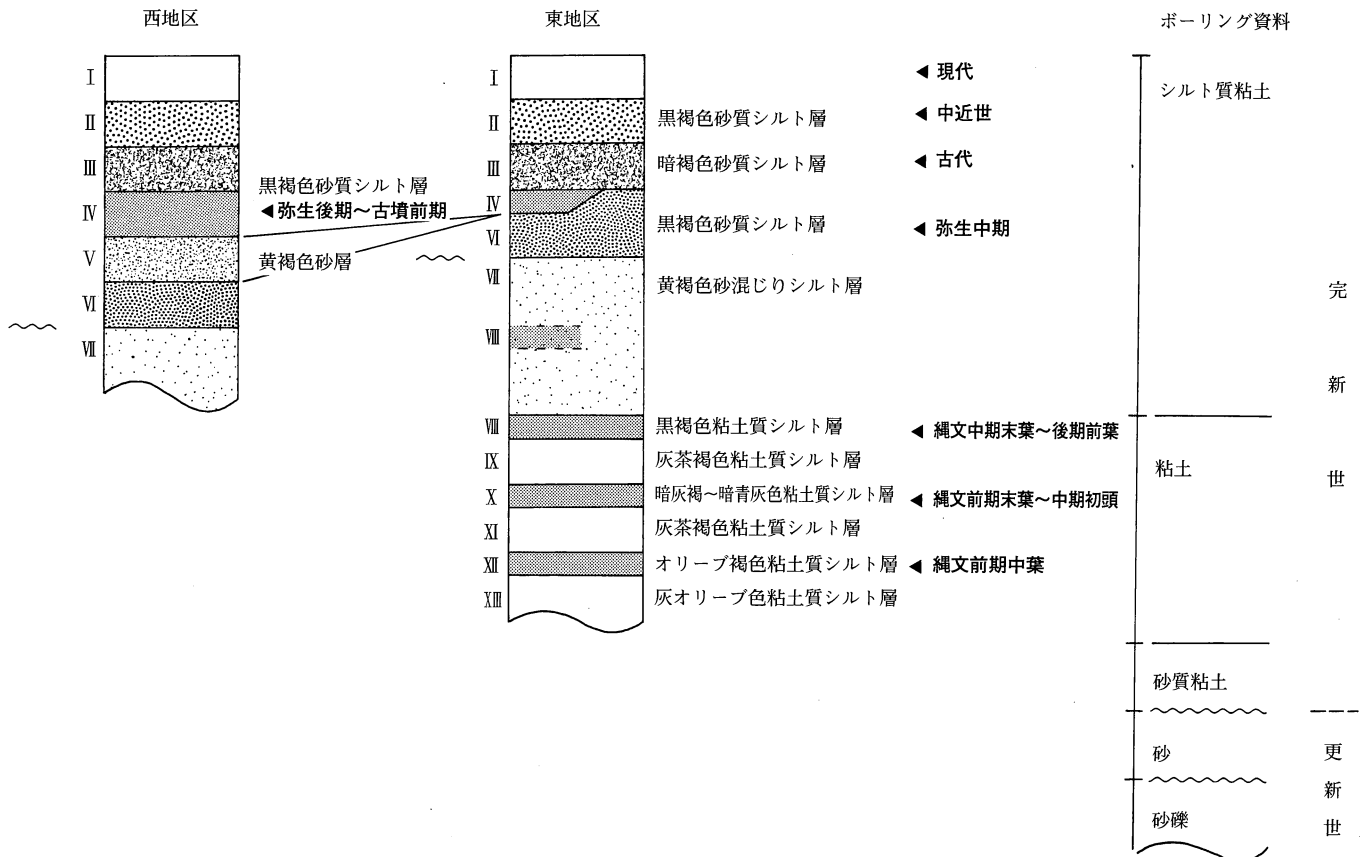 西地区
東地区
ボーリング資料
Ⅰ
Ⅱ
Ⅲ
Ⅳ
Ⅴ
Ⅵ
Ⅶ
黒褐色砂質シルト層
◀弥生後期～古墳前期
黄褐色砂層
Ⅰ
Ⅱ 黒褐色砂質シルト層 ◀ 中近世
Ⅲ 暗褐色砂質シルト層 ◀ 古代
Ⅳ
Ⅵ 黒褐色砂質シルト層 ◀ 弥生中期
Ⅶ 黄褐色砂混じりシルト層
Ⅷ
Ⅷ 黒褐色粘土質シルト層 ◀ 縄文中期末葉～後期前葉
Ⅸ 灰茶褐色粘土質シルト層
Ⅹ 暗灰褐～暗青灰色粘土質シルト層 ◀ 縄文前期末葉～中期初頭
Ⅺ 灰茶褐色粘土質シルト層
Ⅻ オリーブ褐色粘土質シルト層 ◀ 縄文前期中葉
XIII 灰オリーブ色粘土質シルト層
◀ 現代
シルト質粘土
粘土
砂質粘土
砂
砂礫
完新世
更新世